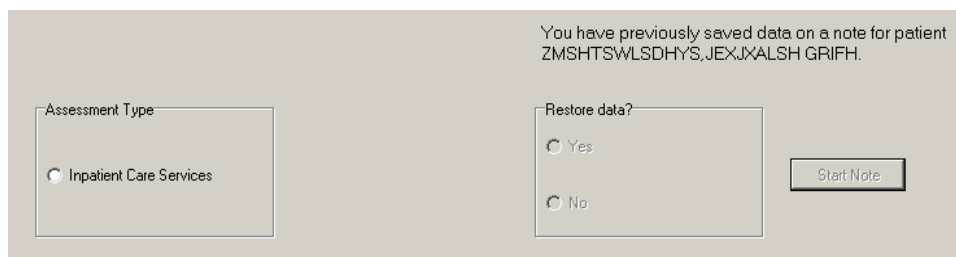 You have previously saved data on a note for patient
ZMSHTSWLSDHYS,JEXJXALSH GRIFH.
Assessment Type
Inpatient Care Services
Restore data?
Yes
No
Start Note